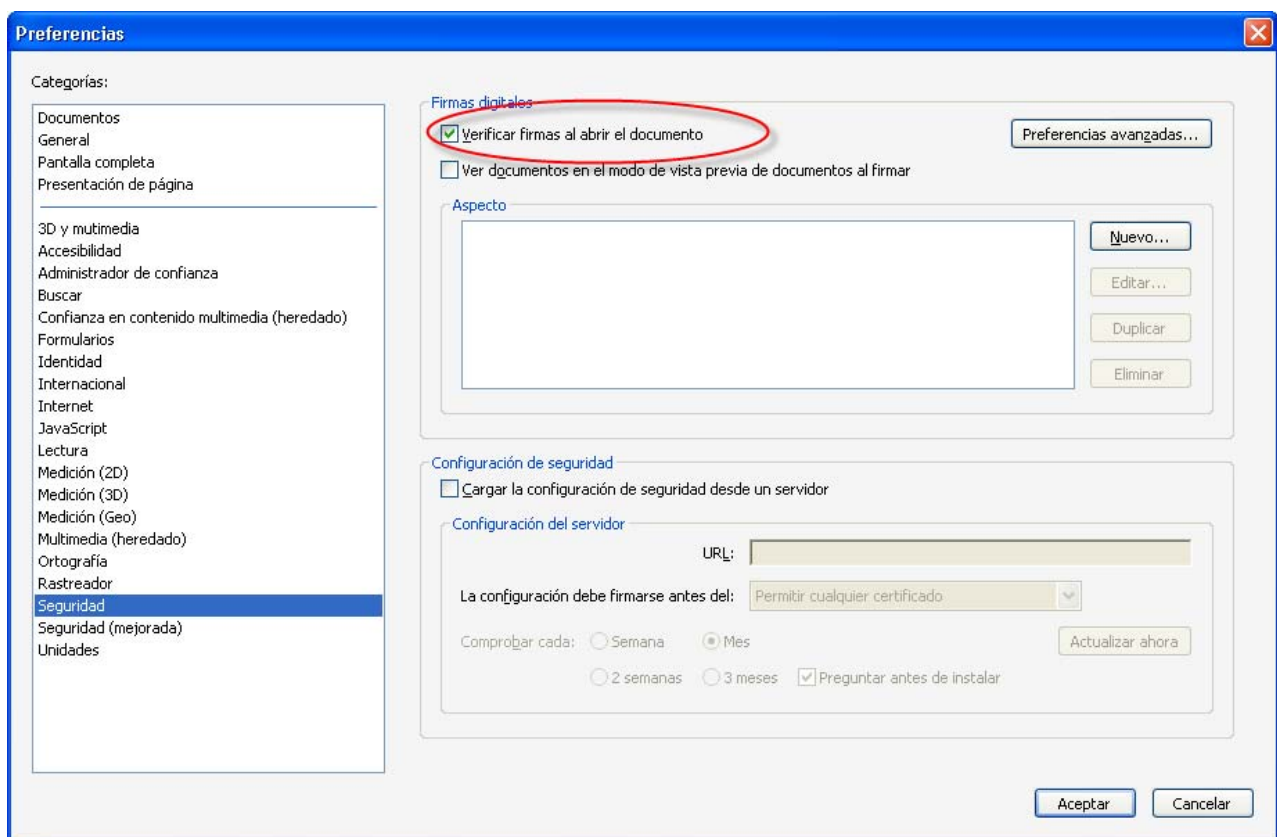 Preferencias
Categorías:
Documentos
General
Pantalla completa
Presentación de página
3D y mutimedia
Accesibilidad
Administrador de confianza
Buscar
Confianza en contenido multimedia (heredado)
Formularios
Identidad
Internacional
Internet
JavaScript
Lectura
Medición (2D)
Medición (3D)
Medición (Geo)
Multimedia (heredado)
Ortografía
Rastreador
Seguridad
Seguridad (mejorada)
Unidades
Firmas digitales
Verificar firmas al abrir el documento
Preferencias avanzadas...
Ver documentos en el modo de vista previa de documentos al firmar
Aspecto
Nuevo...
Editar...
Duplicar
Eliminar
Configuración de seguridad
Cargar la configuración de seguridad desde un servidor
Configuración del servidor
URL:
La configuración debe firmarse antes del: Permitir cualquier certificado
Comprobar cada: Semana Mes Actualizar ahora
2 semanas 3 meses Preguntar antes de instalar
Aceptar Cancelar